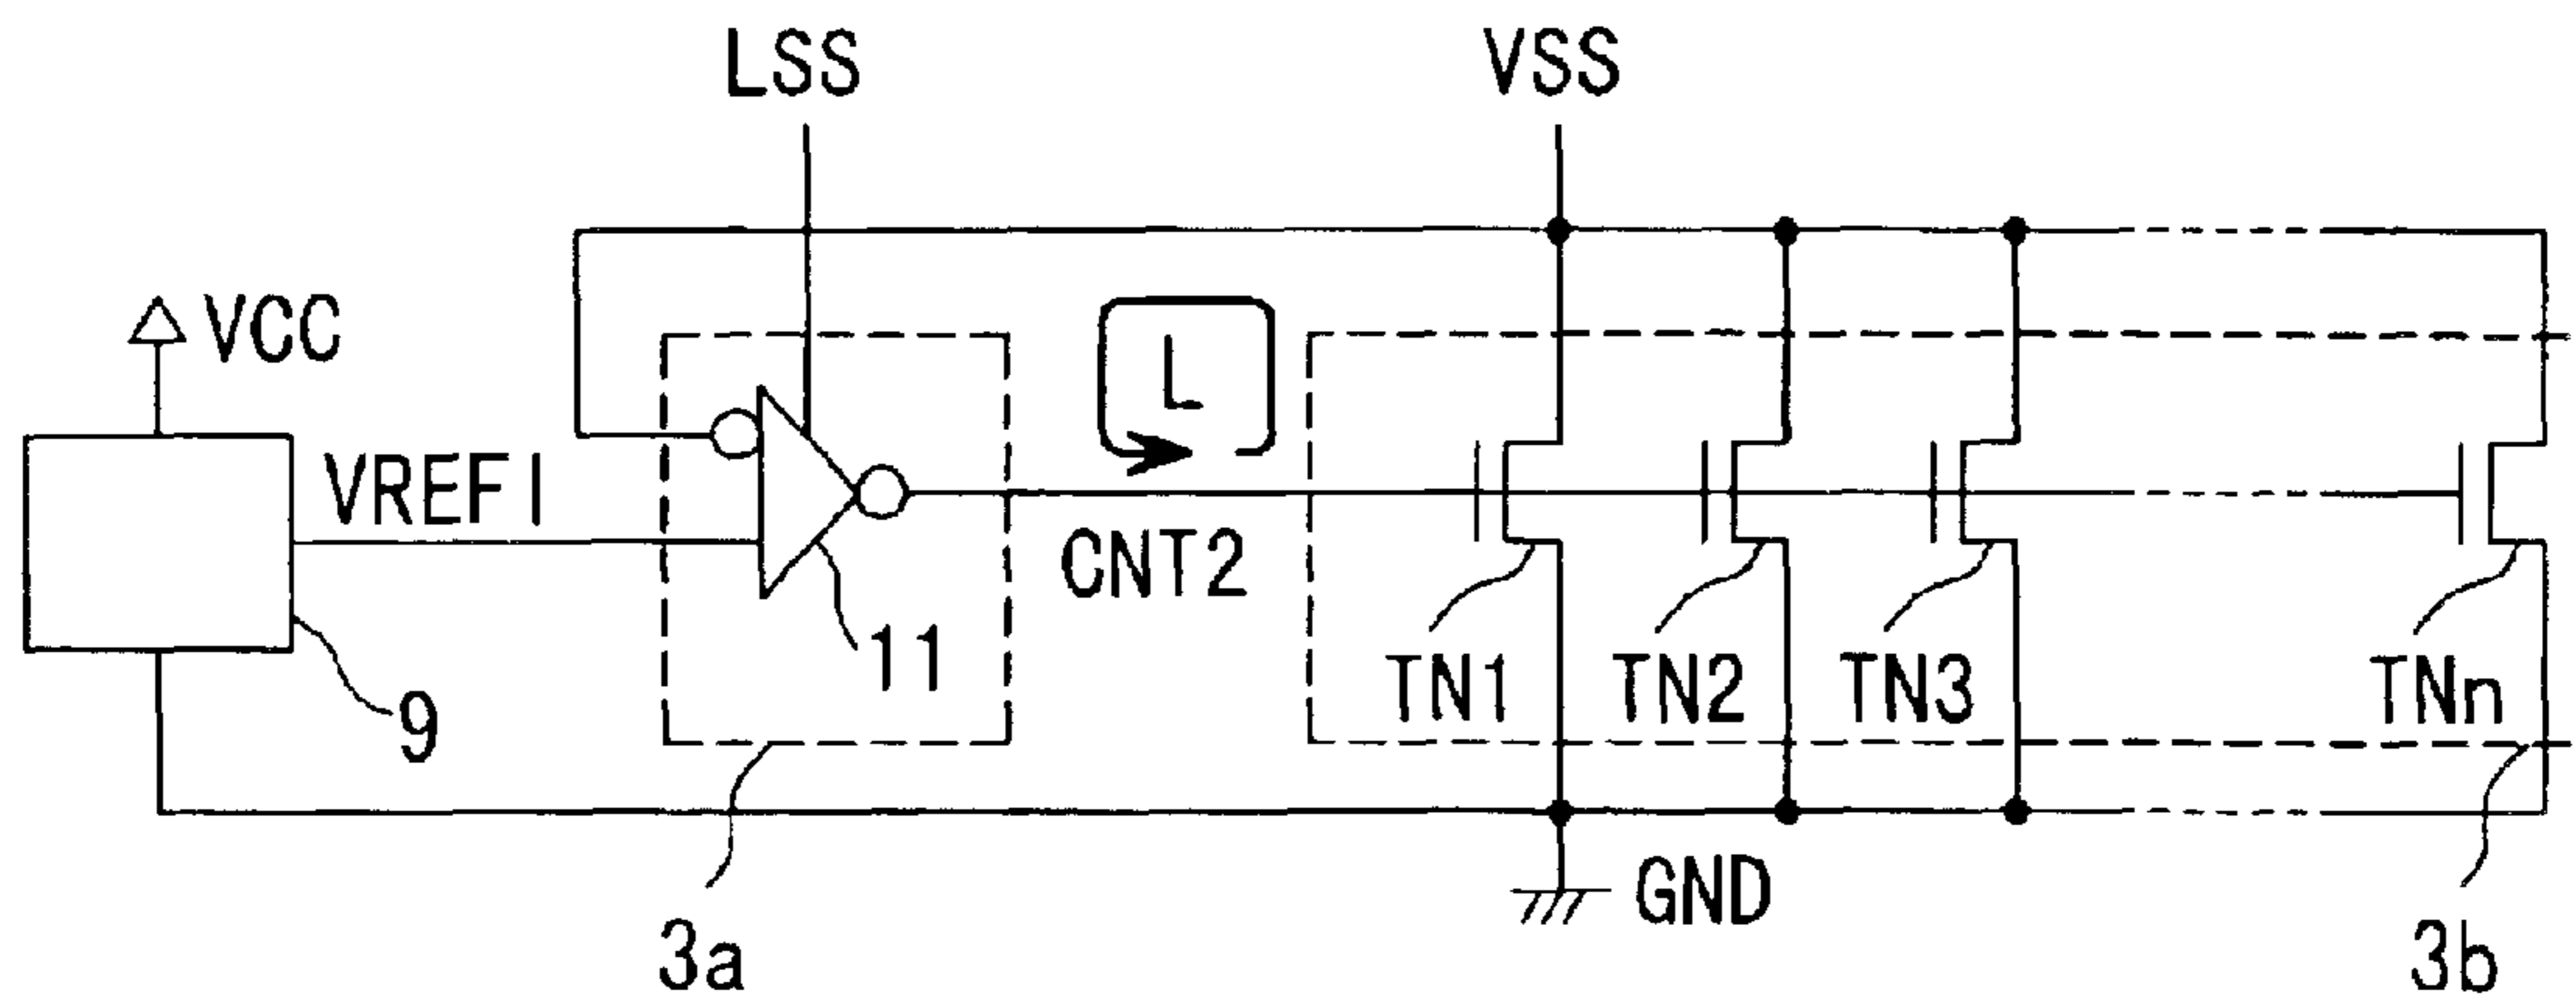 LSS
VSS
VCC
VREF1
L
CNT2
9
11
TN1
TN2
TN3
TNn
GND
3a
3b